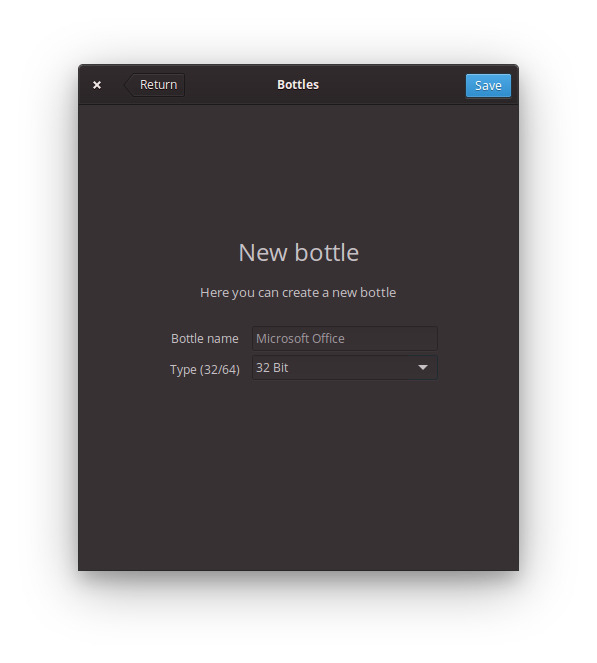 Return
Bottles
Save
New bottle
Here you can create a new bottle
Bottle name
Microsoft Office
Type (32/64)
32 Bit